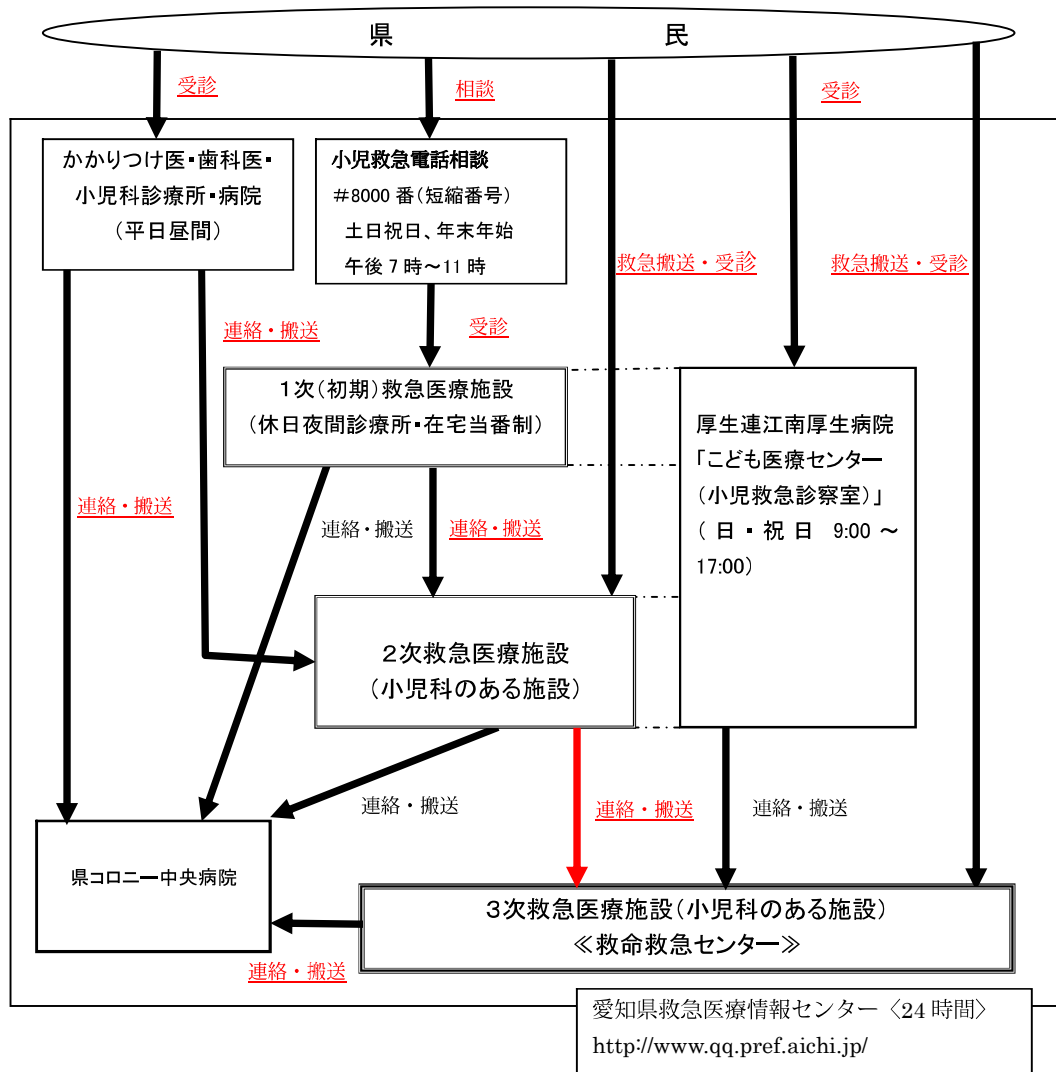 県　民
受診
相談
受診
かかりつけ医・歯科医・
小児科診療所・病院
（平日昼間）
小児救急電話相談
＃8000 番（短縮番号）
土日祝日、年末年始
午後 7 時～11 時
救急搬送・受診
救急搬送・受診
連絡・搬送
受診
1次（初期）救急医療施設
（休日夜間診療所・在宅当番制）
厚生連江南厚生病院
「こども医療センター
（小児救急診察室）」
（ 日 ・ 祝 日　9:00 ～
17:00）
連絡・搬送
連絡・搬送
連絡・搬送
2次救急医療施設
（小児科のある施設）
連絡・搬送
連絡・搬送
連絡・搬送
県コロニー中央病院
3次救急医療施設（小児科のある施設）
≪救命救急センター≫
連絡・搬送
愛知県救急医療情報センター〈24 時間〉
http://www.qq.pref.aichi.jp/